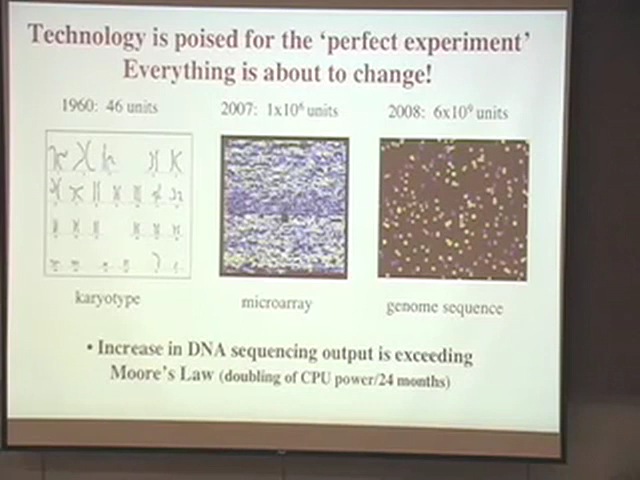 Technology is poised for the 'perfect experiment'
Everything is about to change!
1960: 46 units
2007: 1x10⁶ units
2008: 6x10⁹ units
karyotype
microarray
genome sequence
• Increase in DNA sequencing output is exceeding
Moore's Law (doubling of CPU power/24 months)